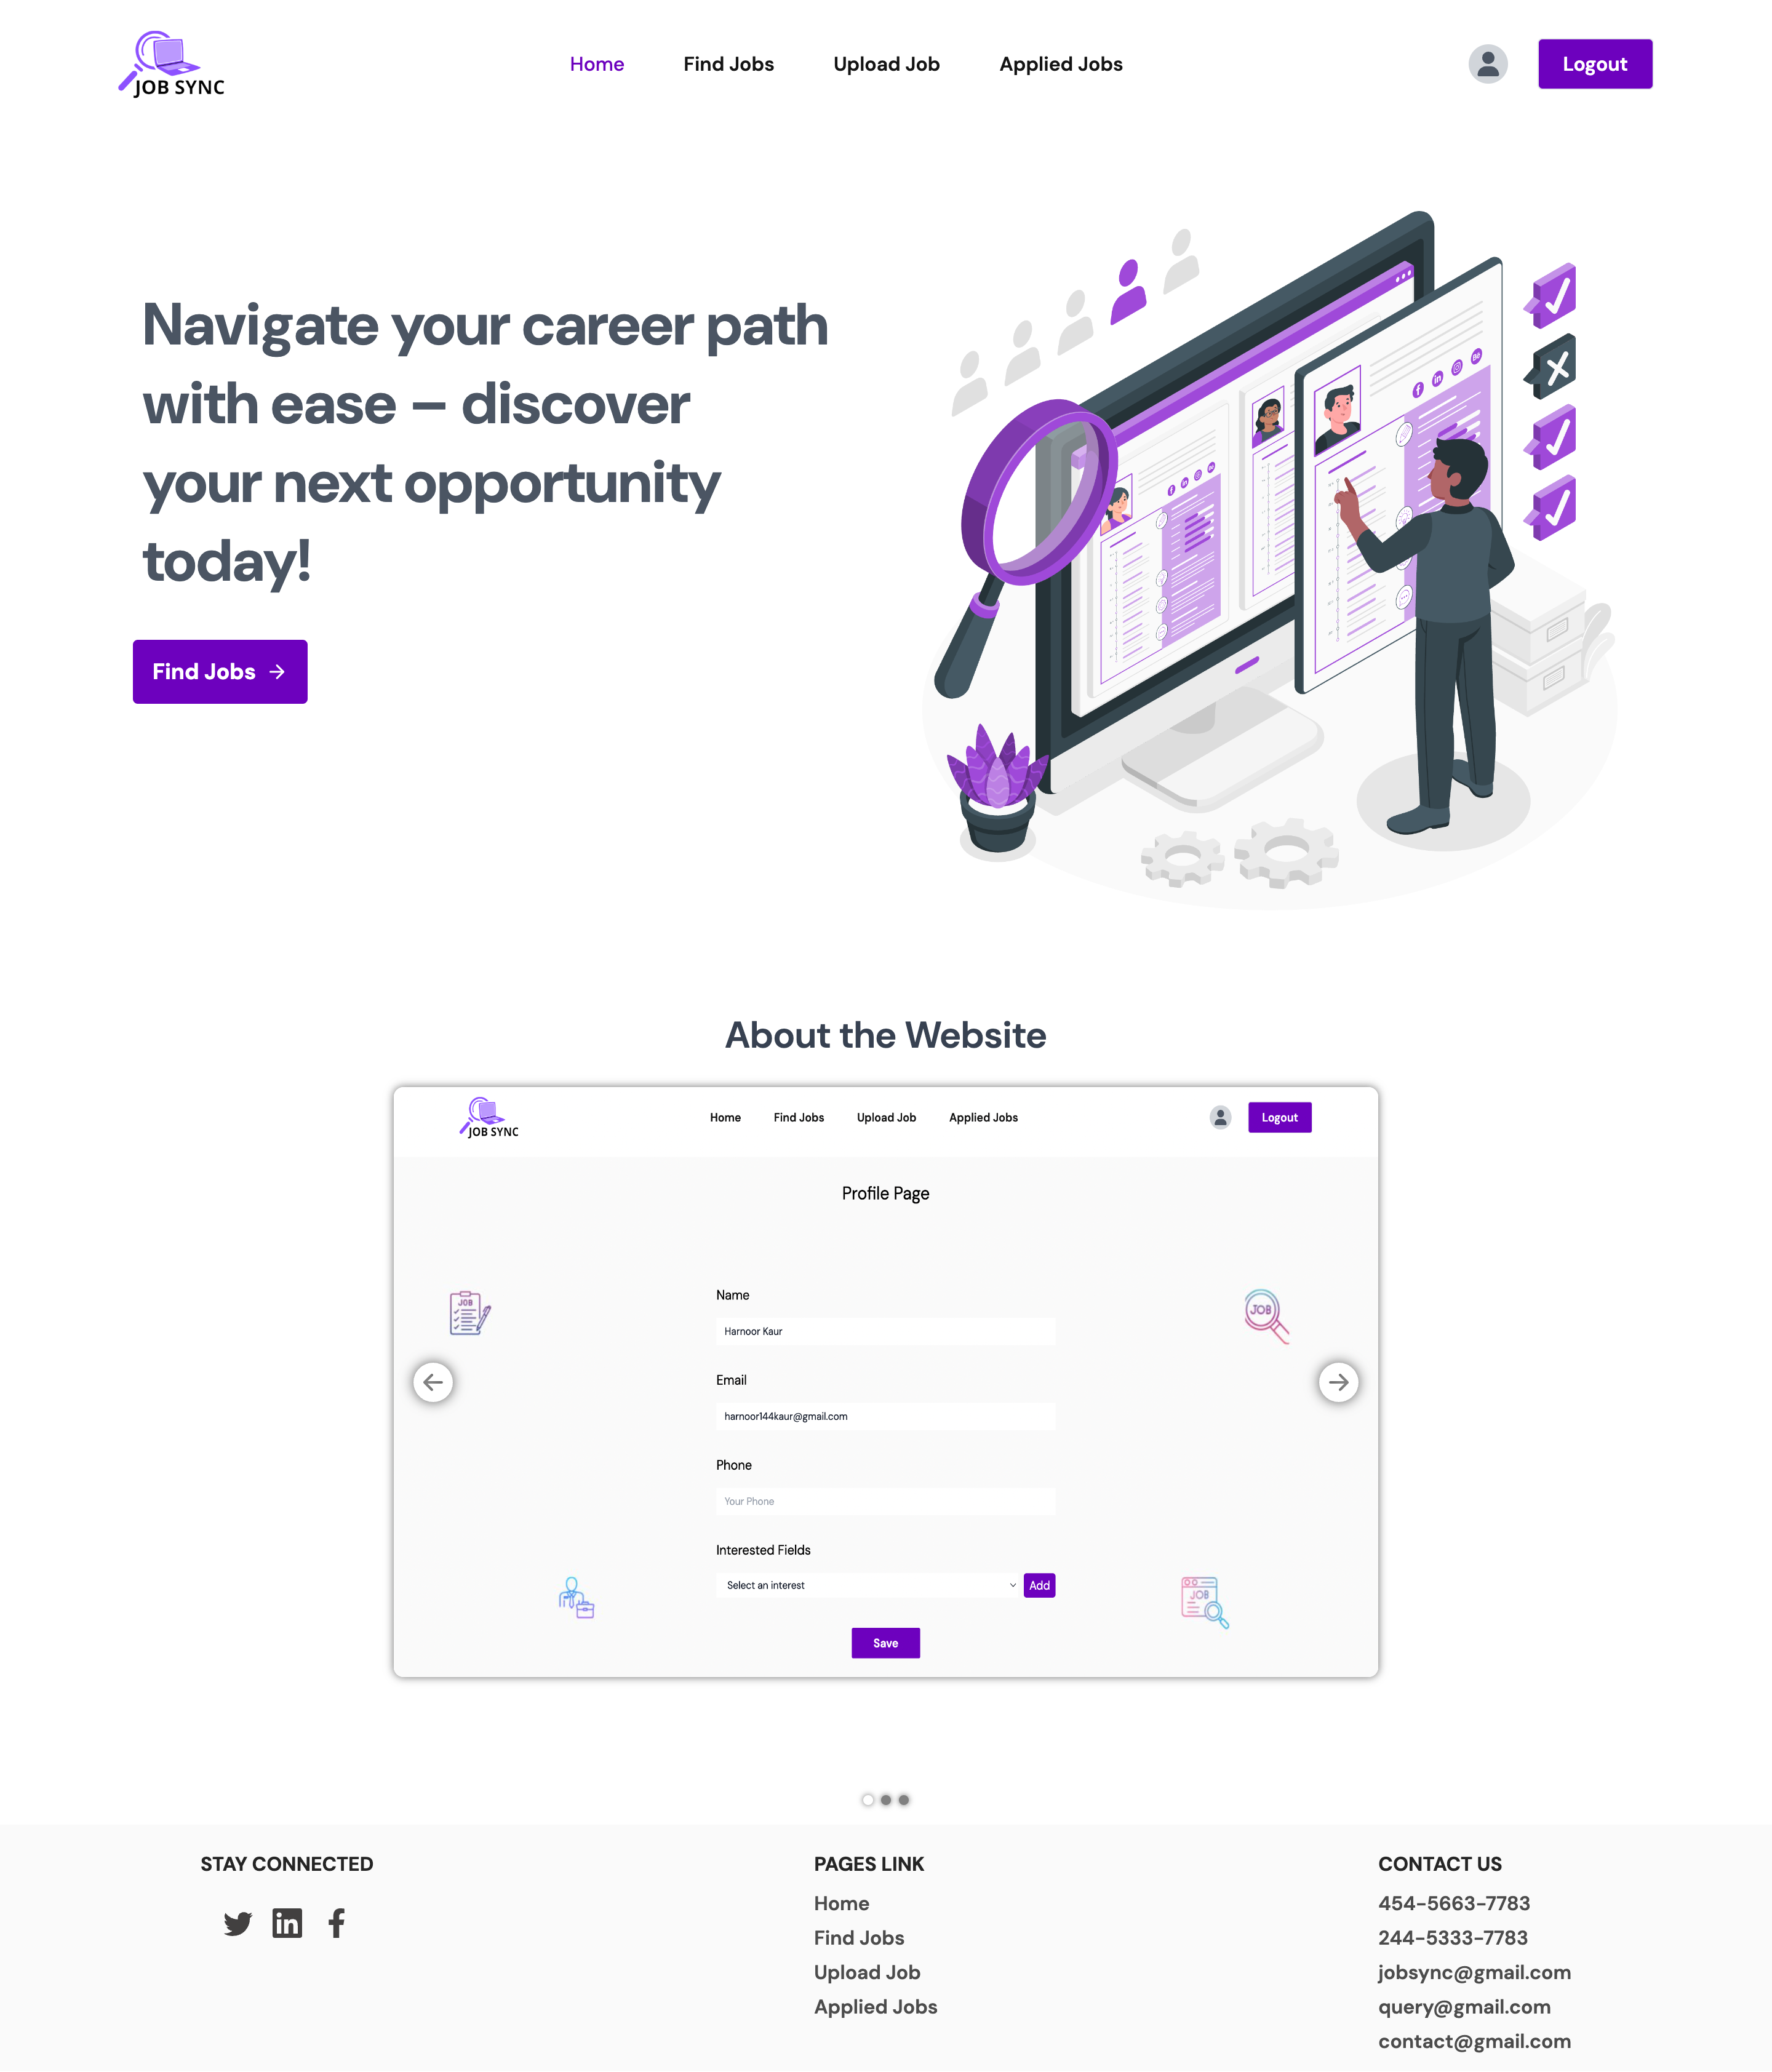 JOB SYNC
Home
Find Jobs
Upload Job
Applied Jobs
Logout
Navigate your career path
with ease – discover
your next opportunity
today!
Find Jobs
About the Website
JOB SYNC
Home
Find Jobs
Upload Job
Applied Jobs
Logout
Profile Page
JOB
JOB
Name
Harnoor Kaur
Email
harnoor144kaur@gmail.com
Phone
Your Phone
Interested Fields
Select an interest
Add
JOB
Save
STAY CONNECTED
PAGES LINK
Home
Find Jobs
Upload Job
Applied Jobs
CONTACT US
454-5663-7783
244-5333-7783
jobsync@gmail.com
query@gmail.com
contact@gmail.com